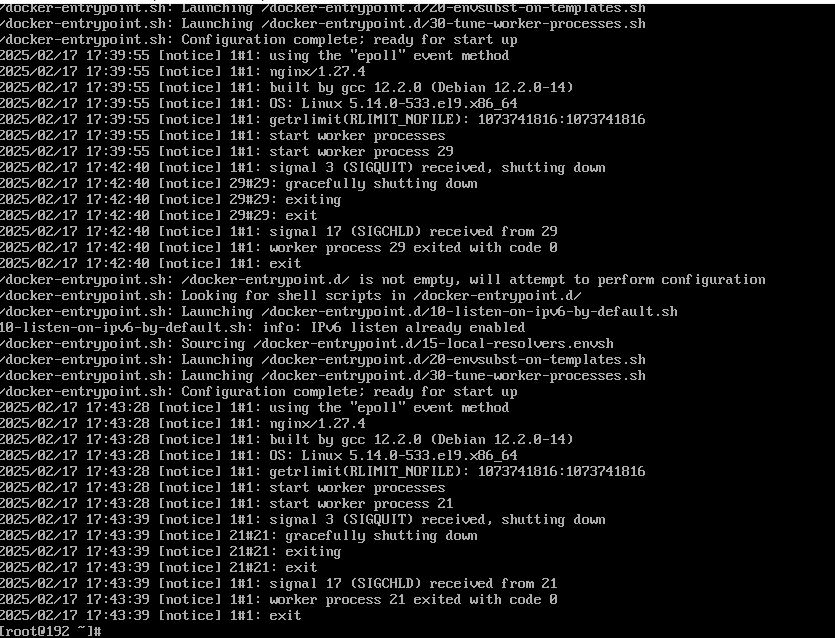 /docker-entrypoint.sh: Launching /docker-entrypoint.d/20-envsubst-on-templates.sh
/docker-entrypoint.sh: Launching /docker-entrypoint.d/30-tune-worker-processes.sh
/docker-entrypoint.sh: Configuration complete; ready for start up
2025/02/17 17:39:55 [notice] 1#1: using the "epoll" event method
2025/02/17 17:39:55 [notice] 1#1: nginx/1.27.4
2025/02/17 17:39:55 [notice] 1#1: built by gcc 12.2.0 (Debian 12.2.0-14)
2025/02/17 17:39:55 [notice] 1#1: OS: Linux 5.14.0-533.el9.x86_64
2025/02/17 17:39:55 [notice] 1#1: getrlimit(RLIMIT_NOFILE): 1073741816:1073741816
2025/02/17 17:39:55 [notice] 1#1: start worker processes
2025/02/17 17:39:55 [notice] 1#1: start worker process 29
2025/02/17 17:42:40 [notice] 1#1: signal 3 (SIGQUIT) received, shutting down
2025/02/17 17:42:40 [notice] 29#29: gracefully shutting down
2025/02/17 17:42:40 [notice] 29#29: exiting
2025/02/17 17:42:40 [notice] 29#29: exit
2025/02/17 17:42:40 [notice] 1#1: signal 17 (SIGCHLD) received from 29
2025/02/17 17:42:40 [notice] 1#1: worker process 29 exited with code 0
2025/02/17 17:42:40 [notice] 1#1: exit
/docker-entrypoint.sh: /docker-entrypoint.d/ is not empty, will attempt to perform configuration
/docker-entrypoint.sh: Looking for shell scripts in /docker-entrypoint.d/
/docker-entrypoint.sh: Launching /docker-entrypoint.d/10-listen-on-ipv6-by-default.sh
10-listen-on-ipv6-by-default.sh: info: IPv6 listen already enabled
/docker-entrypoint.sh: Sourcing /docker-entrypoint.d/15-local-resolvers.envsh
/docker-entrypoint.sh: Launching /docker-entrypoint.d/20-envsubst-on-templates.sh
/docker-entrypoint.sh: Launching /docker-entrypoint.d/30-tune-worker-processes.sh
/docker-entrypoint.sh: Configuration complete; ready for start up
2025/02/17 17:43:28 [notice] 1#1: using the "epoll" event method
2025/02/17 17:43:28 [notice] 1#1: nginx/1.27.4
2025/02/17 17:43:28 [notice] 1#1: built by gcc 12.2.0 (Debian 12.2.0-14)
2025/02/17 17:43:28 [notice] 1#1: OS: Linux 5.14.0-533.el9.x86_64
2025/02/17 17:43:28 [notice] 1#1: getrlimit(RLIMIT_NOFILE): 1073741816:1073741816
2025/02/17 17:43:28 [notice] 1#1: start worker processes
2025/02/17 17:43:28 [notice] 1#1: start worker process 21
2025/02/17 17:43:39 [notice] 1#1: signal 3 (SIGQUIT) received, shutting down
2025/02/17 17:43:39 [notice] 21#21: gracefully shutting down
2025/02/17 17:43:39 [notice] 21#21: exiting
2025/02/17 17:43:39 [notice] 21#21: exit
2025/02/17 17:43:39 [notice] 1#1: signal 17 (SIGCHLD) received from 21
2025/02/17 17:43:39 [notice] 1#1: worker process 21 exited with code 0
2025/02/17 17:43:39 [notice] 1#1: exit
[root@192 ~]#